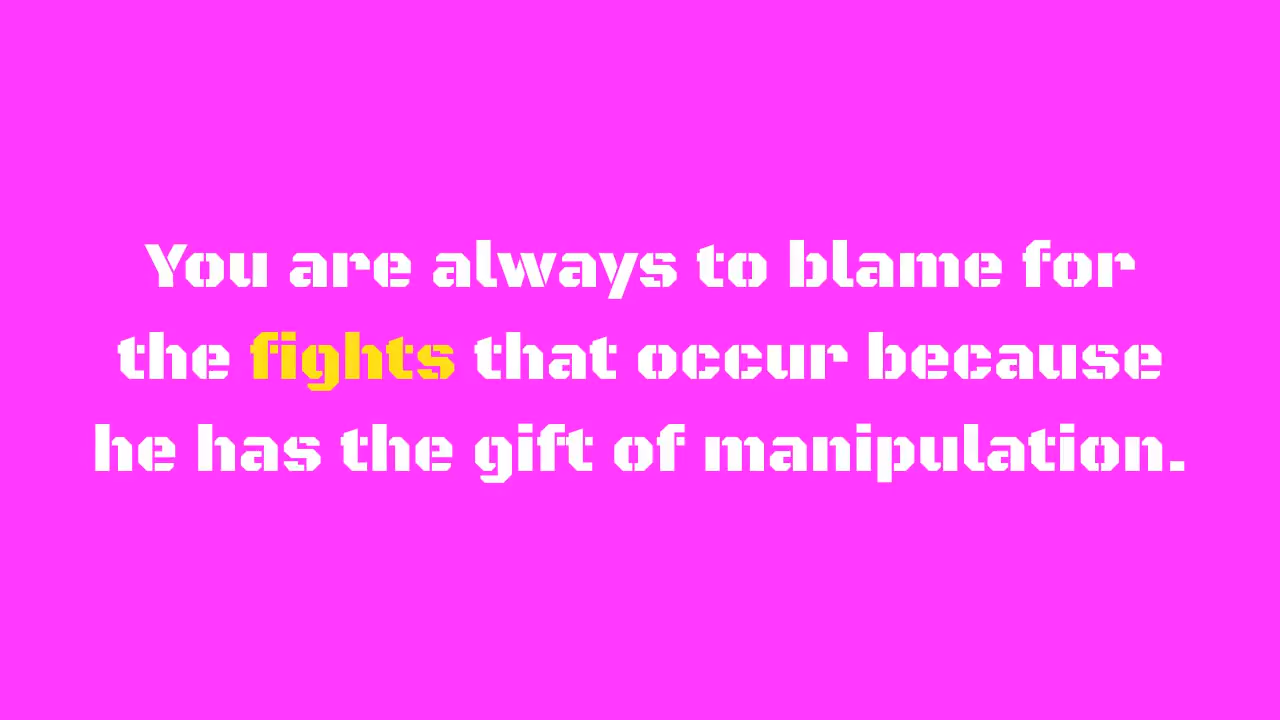 You are always to blame for
the fights that occur because
he has the gift of manipulation.